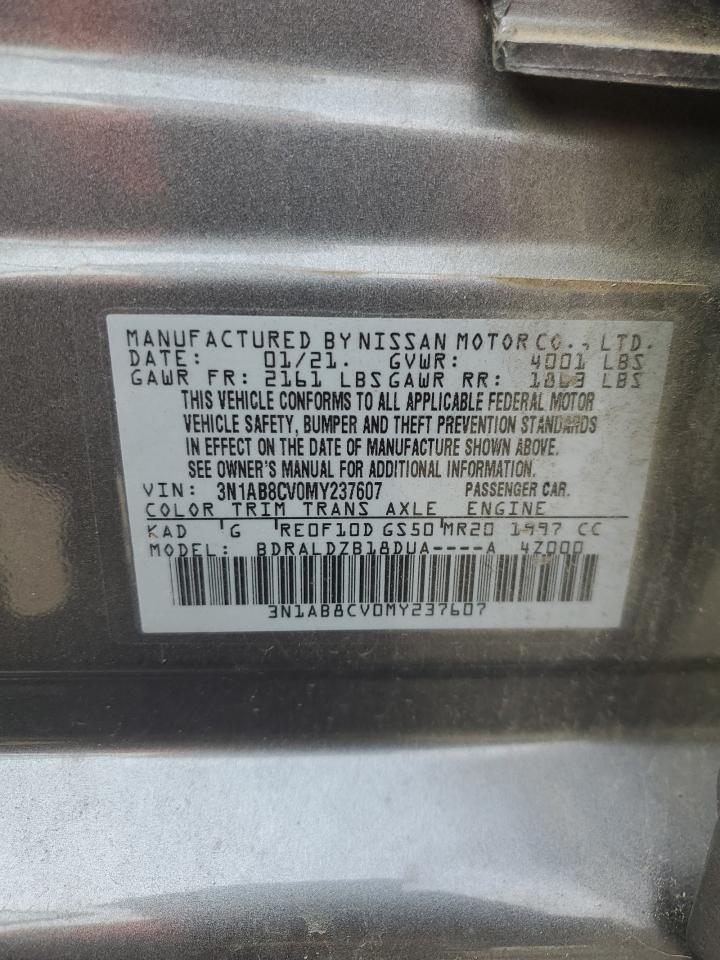 MANUFACTURED BY NISSAN MOTOR CO., LTD.
DATE: 01/21. GVWR: 4001 LBS
GAWR FR: 2161 LBS GAWR RR: LBS
THIS VEHICLE CONFORMS TO ALL APPLICABLE FEDERAL MOTOR
VEHICLE SAFETY, BUMPER AND THEFT PREVENTION STANDARDS
IN EFFECT ON THE DATE OF MANUFACTURE SHOWN ABOVE.
SEE OWNER'S MANUAL FOR ADDITIONAL INFORMATION.
VIN: 3N1AB8CV0MY237607 PASSENGER CAR.
COLOR TRIM TRANS AXLE ENGINE
KAD G RE0F10D GS50 MR20 1997 CC
MODEL: BDRALDZB18DUA----A 4Z000
3N1AB8CV0MY237607